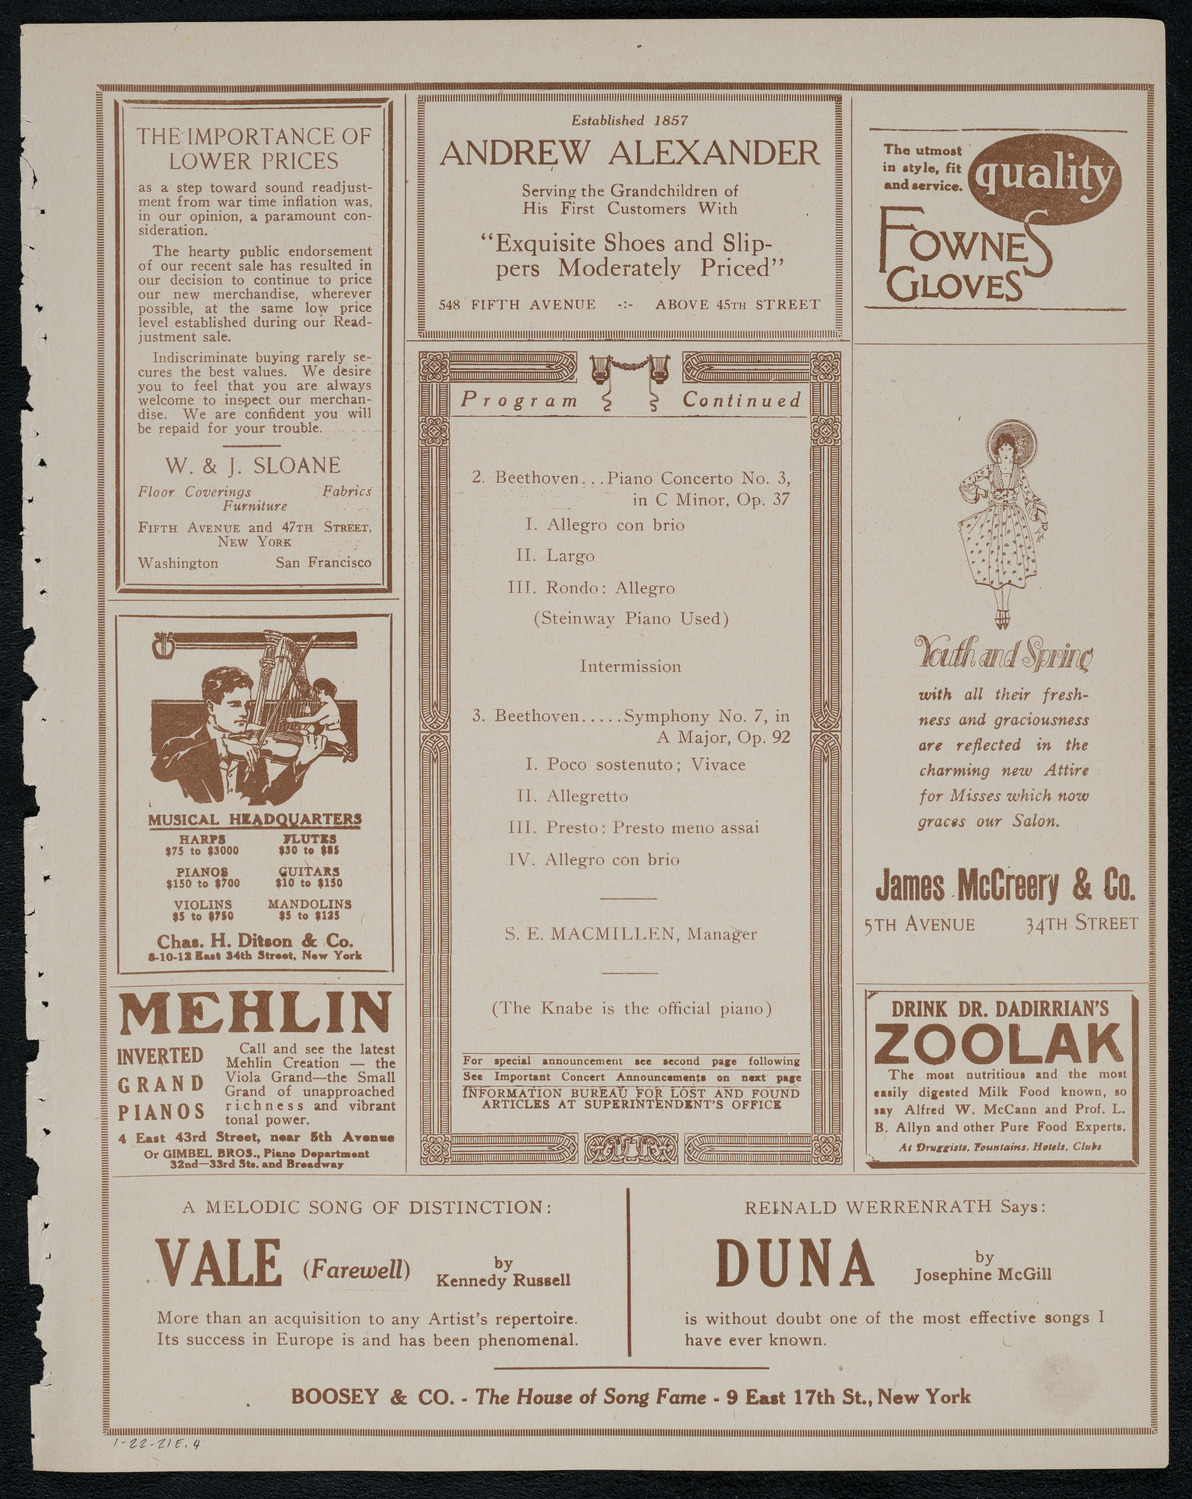 THE IMPORTANCE OF
LOWER PRICES
as a step toward sound readjust-
ment from war time inflation was,
in our opinion, a paramount con-
sideration.
The hearty public endorsement
of our recent sale has resulted in
our decision to continue to price
our new merchandise, wherever
possible, at the same low price
level established during our Read-
justment sale.
Indiscriminate buying rarely se-
cures the best values. We desire
you to feel that you are always
welcome to inspect our merchan-
dise. We are confident you will
be repaid for your trouble.
W. & J. SLOANE
Floor Coverings Fabrics
Furniture
FIFTH AVENUE and 47TH STREET,
NEW YORK
Washington San Francisco
MUSICAL HEADQUARTERS
HARPS FLUTES
$75 to $3000 $30 to $85
PIANOS GUITARS
$150 to $700 $10 to $150
VIOLINS MANDOLINS
$5 to $750 $5 to $125
Chas. H. Ditson & Co.
8-10-12 East 34th Street, New York
MEHLIN
INVERTED
GRAND
PIANOS
Call and see the latest
Mehlin Creation — the
Viola Grand—the Small
Grand of unapproached
richness and vibrant
tonal power.
4 East 43rd Street, near 5th Avenue
Or GIMBEL BROS., Piano Department
32nd—33rd Sts. and Broadway
Established 1857
ANDREW ALEXANDER
Serving the Grandchildren of
His First Customers With
“Exquisite Shoes and Slip-
pers Moderately Priced”
548 FIFTH AVENUE -:- ABOVE 45TH STREET
Program Continued
2. Beethoven...Piano Concerto No. 3,
in C Minor, Op. 37
I. Allegro con brio
II. Largo
III. Rondo: Allegro
(Steinway Piano Used)
Intermission
3. Beethoven.....Symphony No. 7, in
A Major, Op. 92
I. Poco sostenuto; Vivace
II. Allegretto
III. Presto: Presto meno assai
IV. Allegro con brio
S. E. MACMILLEN, Manager
(The Knabe is the official piano)
For special announcement see second page following
See Important Concert Announcements on next page
INFORMATION BUREAU FOR LOST AND FOUND
ARTICLES AT SUPERINTENDENT'S OFFICE
The utmost
in style, fit
and service.
quality
FOWNES
GLOVES
Youth and Spring
with all their fresh-
ness and graciousness
are reflected in the
charming new Attire
for Misses which now
graces our Salon.
James McCreery & Co.
5TH AVENUE 34TH STREET
DRINK DR. DADIRRIAN'S
ZOOLAK
The most nutritious and the most
easily digested Milk Food known, so
say Alfred W. McCann and Prof. L.
B. Allyn and other Pure Food Experts.
At Druggists, Fountains, Hotels, Clubs
A MELODIC SONG OF DISTINCTION:
VALE (Farewell) by
Kennedy Russell
More than an acquisition to any Artist's repertoire.
Its success in Europe is and has been phenomenal.
REINALD WERRENRATH Says:
DUNA by
Josephine McGill
is without doubt one of the most effective songs I
have ever known.
BOOSEY & CO. - The House of Song Fame - 9 East 17th St., New York
1-22-21E.4